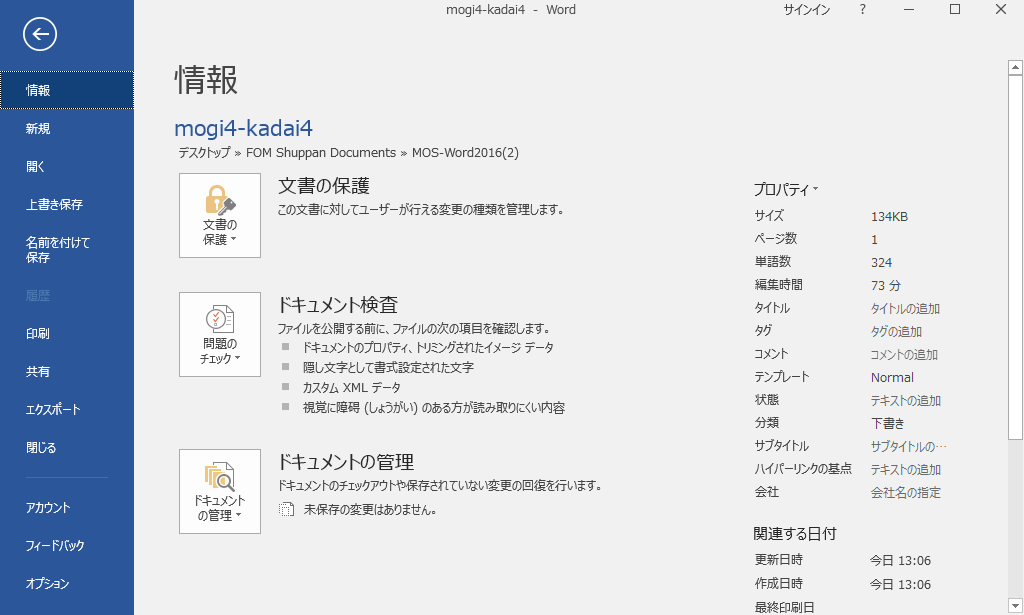 mogi4-kadai4 - Word
サインイン
?
情報
新規
開く
上書き保存
名前を付けて
保存
履歴
印刷
共有
エクスポート
閉じる
アカウント
フィードバック
オプション
情報
mogi4-kadai4
デスクトップ » FOM Shuppan Documents » MOS-Word2016(2)
文書の
保護
文書の保護
この文書に対してユーザーが行える変更の種類を管理します。
問題の
チェック
ドキュメント検査
ファイルを公開する前に、ファイルの次の項目を確認します。
ドキュメントのプロパティ、トリミングされたイメージ データ
隠し文字として書式設定された文字
カスタム XML データ
視覚に障碍 (しょうがい) のある方が読み取りにくい内容
ドキュメント
の管理
ドキュメントの管理
ドキュメントのチェックアウトや保存されていない変更の回復を行います。
未保存の変更はありません。
プロパティ
サイズ 134KB
ページ数 1
単語数 324
編集時間 73 分
タイトル タイトルの追加
タグ タグの追加
コメント コメントの追加
テンプレート Normal
状態 テキストの追加
分類 下書き
サブタイトル サブタイトルの…
ハイパーリンクの基点 テキストの追加
会社 会社名の指定
関連する日付
更新日時 今日 13:06
作成日時 今日 13:06
最終印刷日